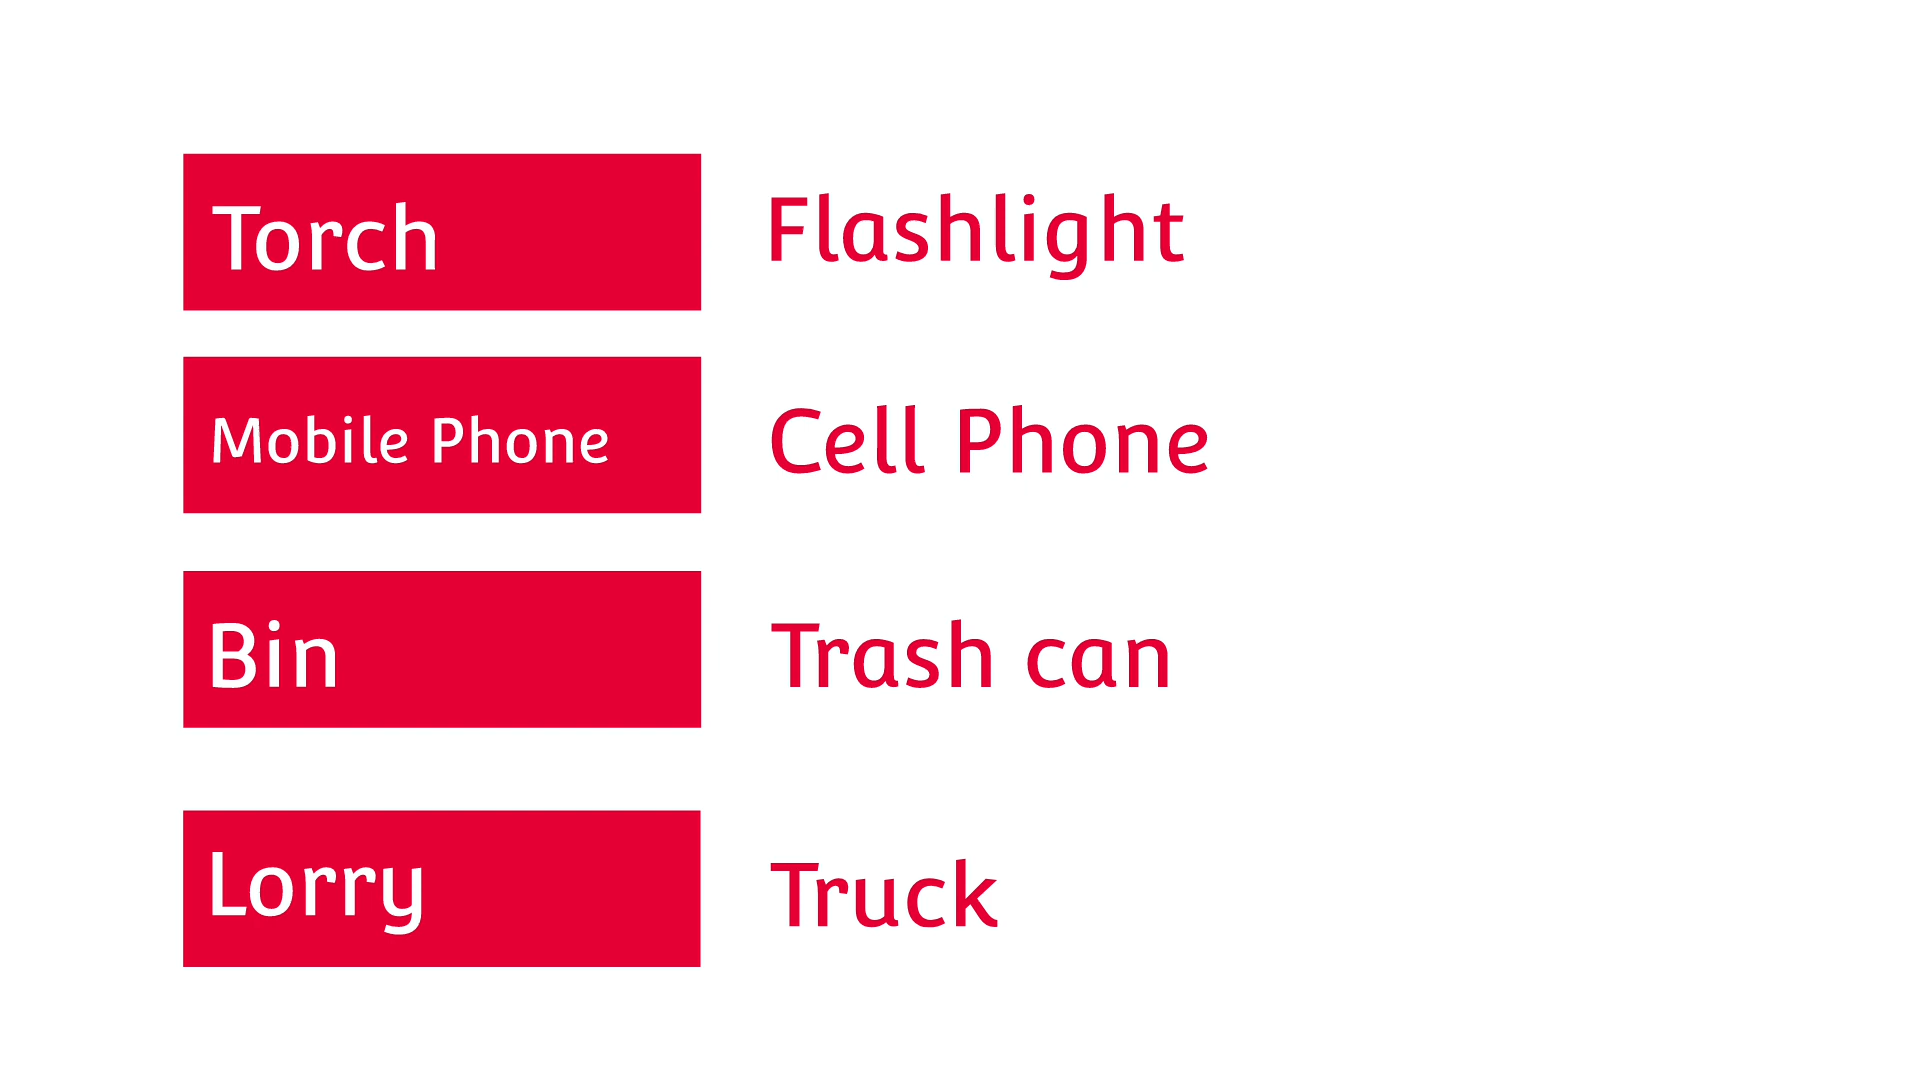 Torch
Flashlight
Mobile Phone
Cell Phone
Bin
Trash can
Lorry
Truck